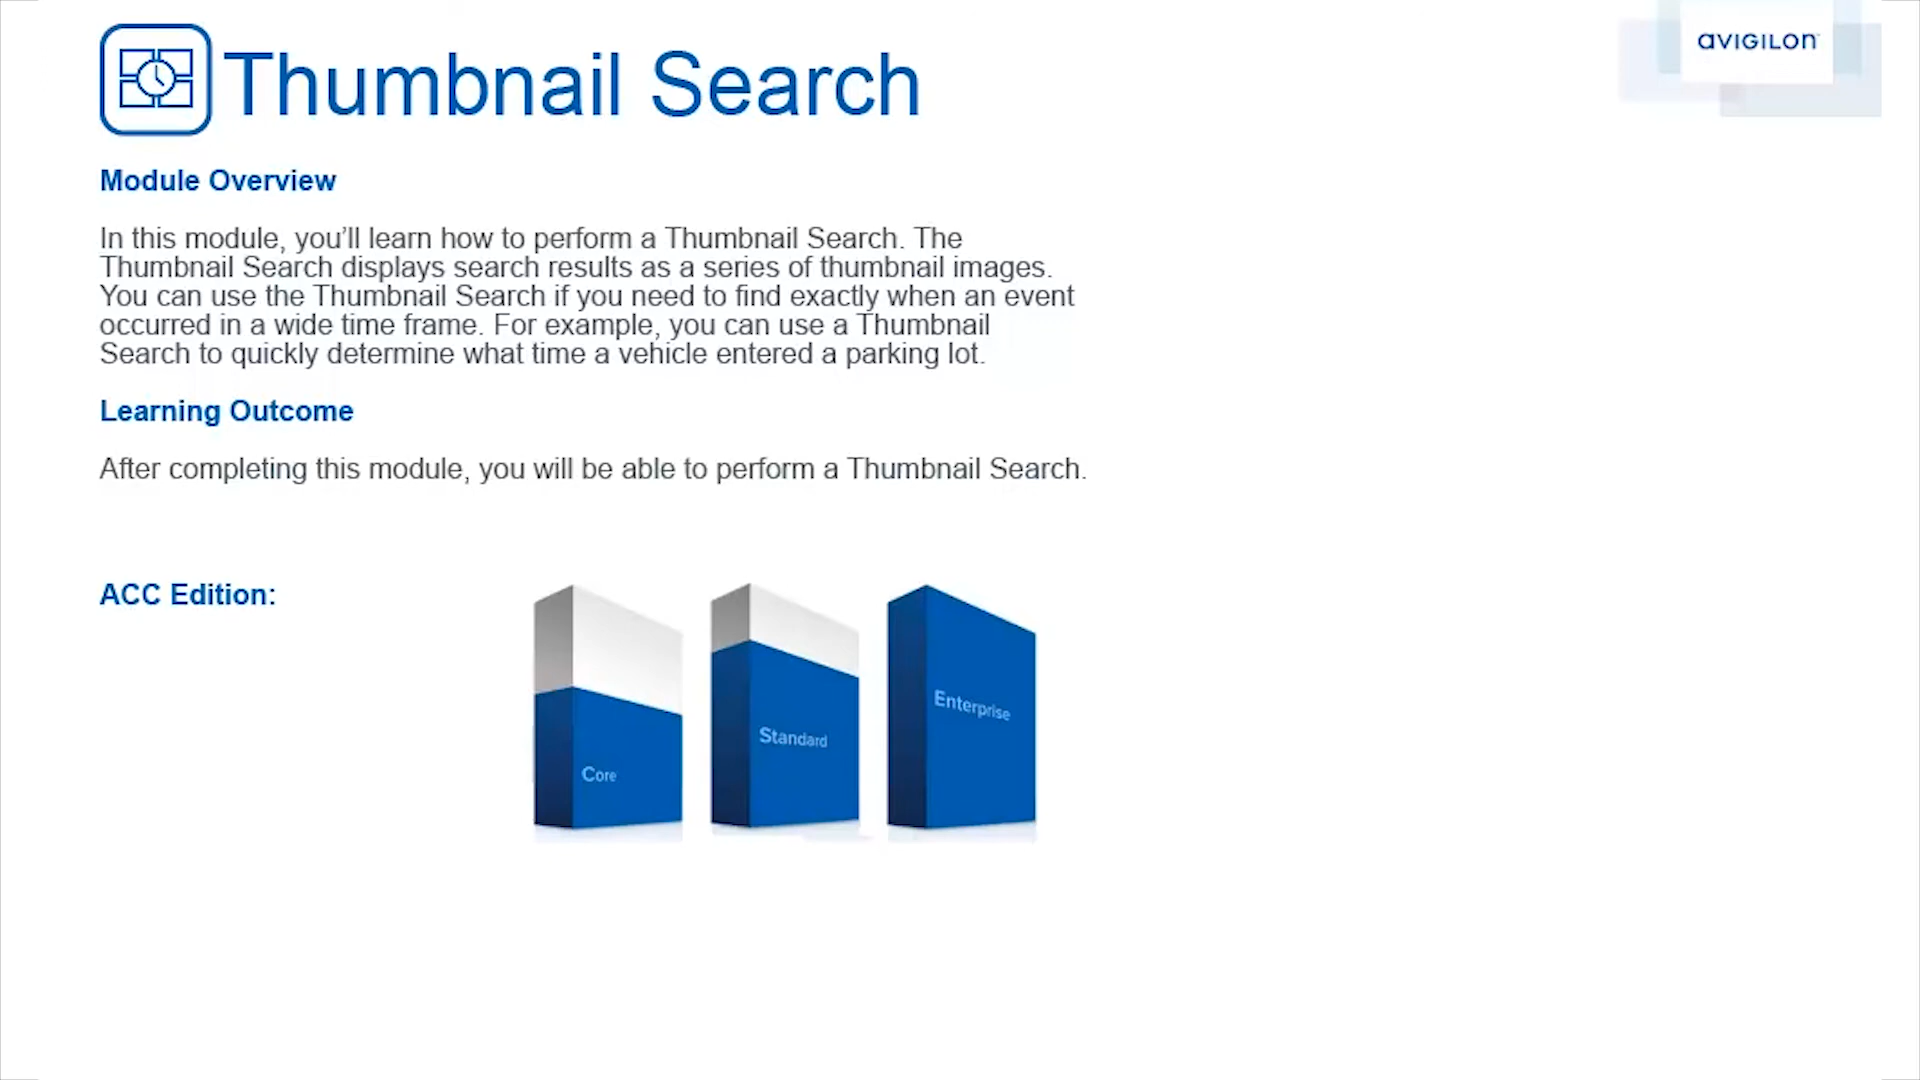 Thumbnail Search
avigilon
Module Overview
In this module, you’ll learn how to perform a Thumbnail Search. The
Thumbnail Search displays search results as a series of thumbnail images.
You can use the Thumbnail Search if you need to find exactly when an event
occurred in a wide time frame. For example, you can use a Thumbnail
Search to quickly determine what time a vehicle entered a parking lot.
Learning Outcome
After completing this module, you will be able to perform a Thumbnail Search.
ACC Edition:
Core
Standard
Enterprise